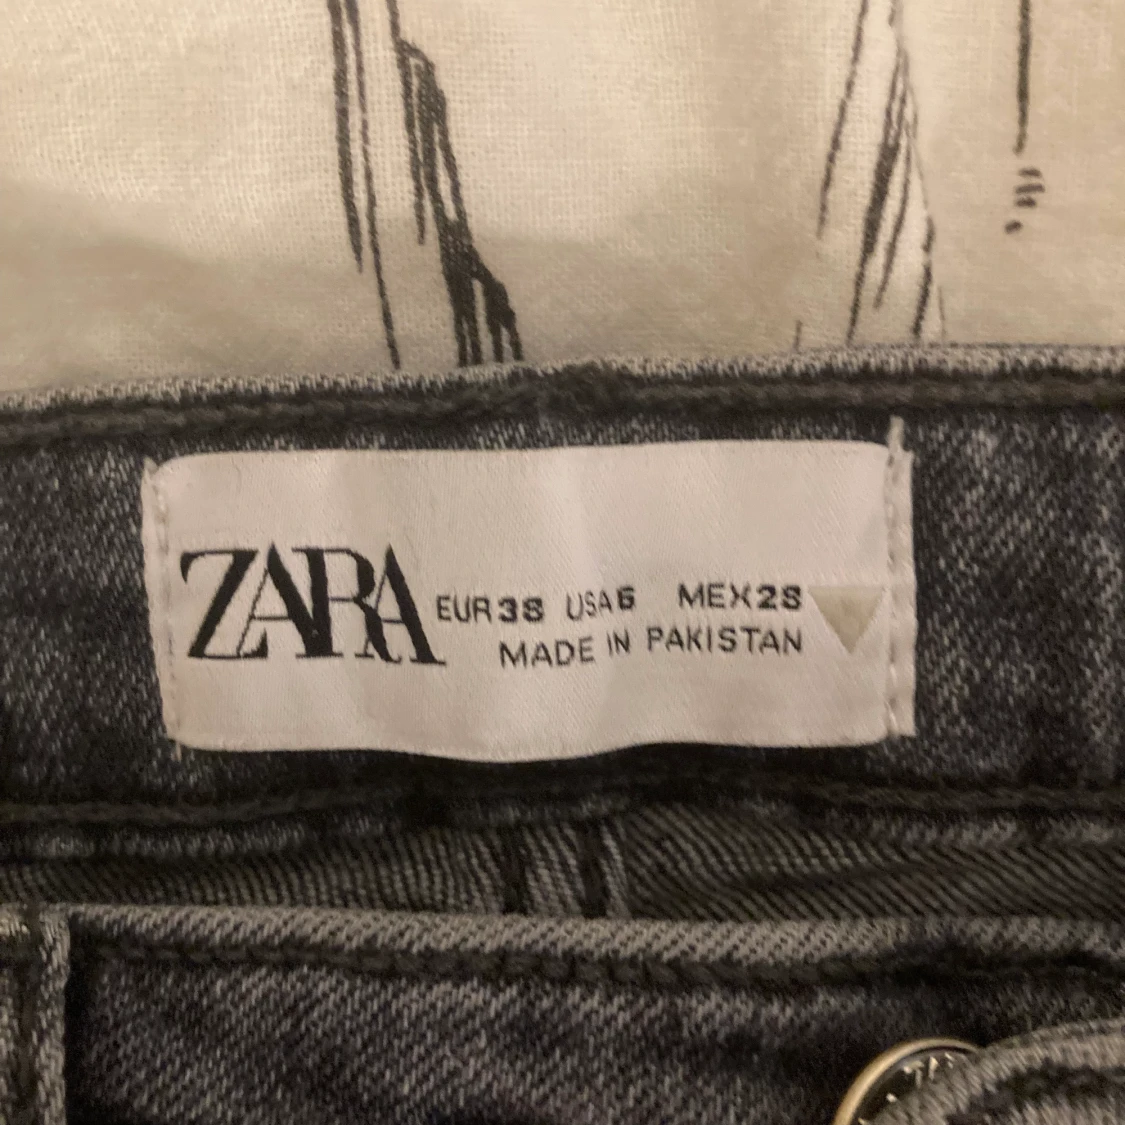 ZARA
EUR 38 USA 6 MEX 28
MADE IN PAKISTAN